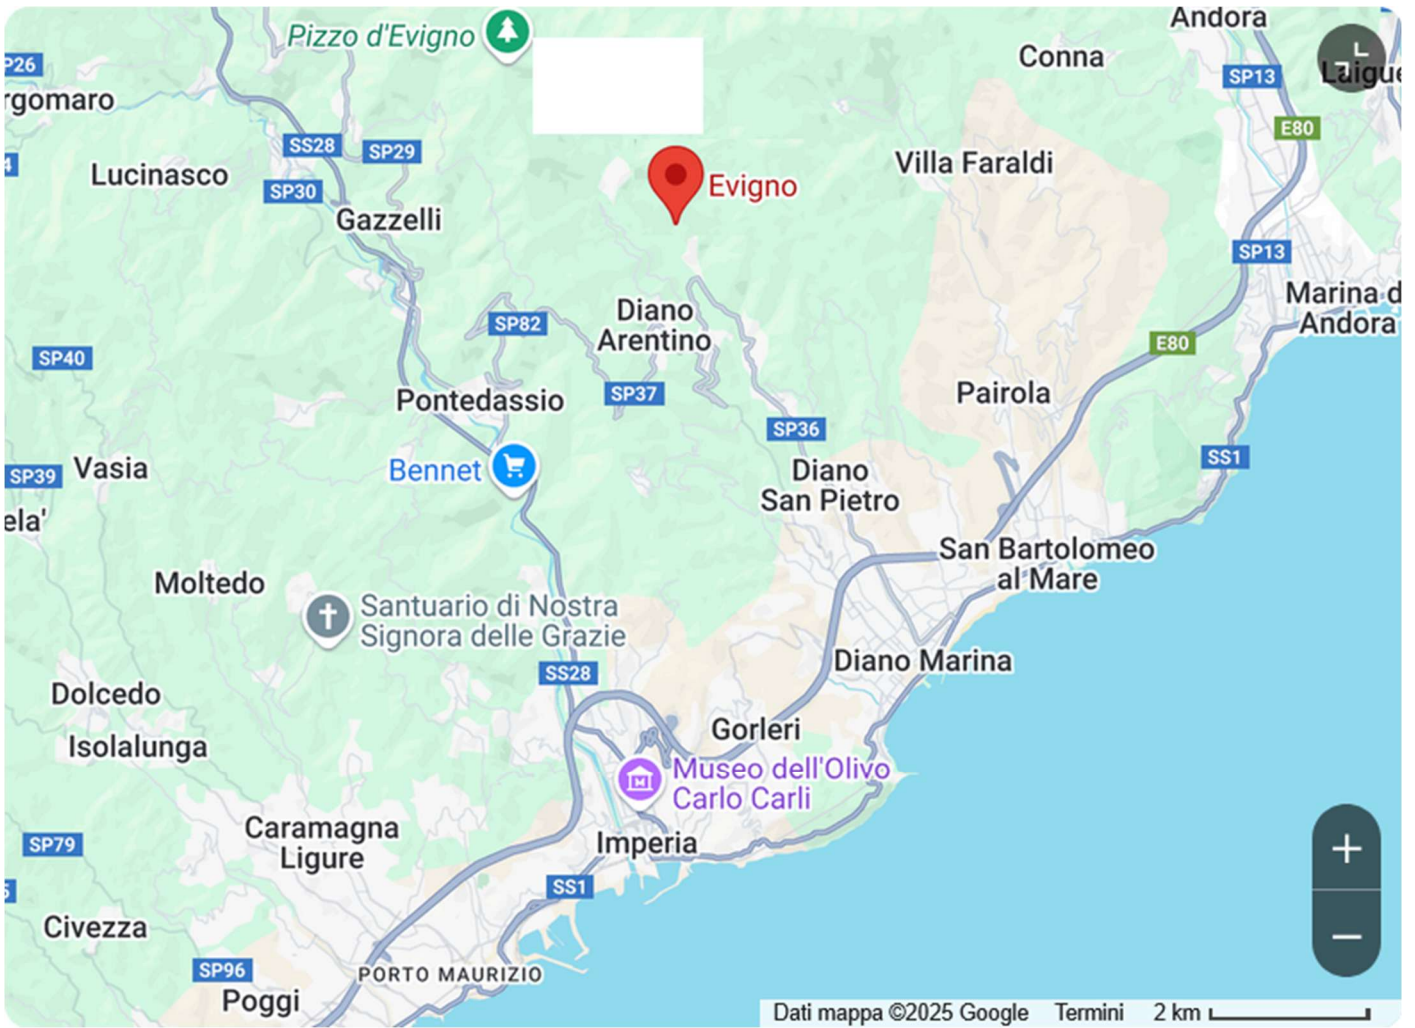 Andora
Pizzo d'Evigno
Conna
P26
SP13
Laigue
rgomaro
E80
SS28
SP29
4
Lucinasco
Villa Faraldi
SP30
Evigno
Gazzelli
SP13
Marina d
Andora
Diano
Arentino
SP82
E80
SP40
SP37
Pairola
Pontedassio
SP36
SS1
Bennet
Vasia
SP39
Diano
San Pietro
ela'
San Bartolomeo
al Mare
Moltedo
Santuario di Nostra
Signora delle Grazie
Diano Marina
SS28
Dolcedo
Gorleri
Isolalunga
Museo dell'Olivo
Carlo Carli
Caramagna
Ligure
SP79
Imperia
SS1
5
Civezza
SP96
PORTO MAURIZIO
Poggi
Dati mappa ©2025 Google Termini 2 km